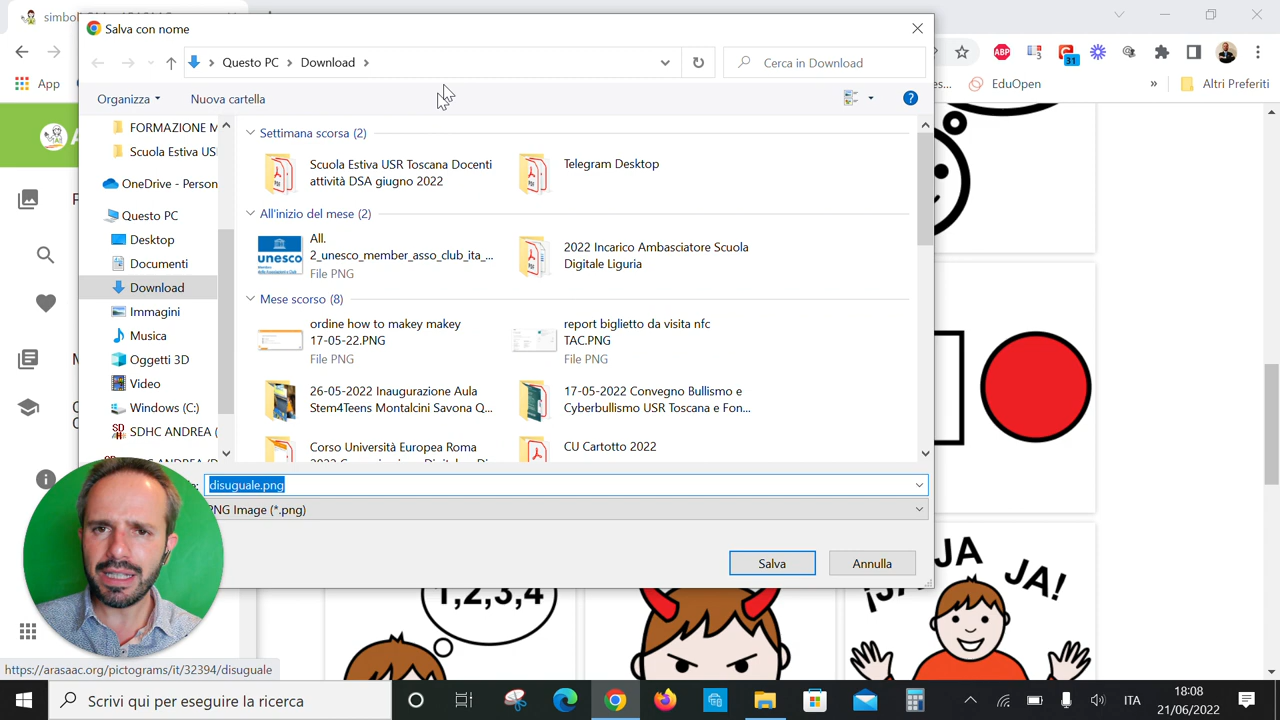 simbol
Salva con nome
Questo PC
Download
Cerca in Download
ABP
3
31
App
es...
EduOpen
»
Altri Preferiti
Organizza
Nuova cartella
?
FORMAZIONE M
Scuola Estiva US
OneDrive - Person
Questo PC
Desktop
Documenti
Download
Immagini
Musica
Oggetti 3D
Video
Windows (C:)
SDHC ANDREA (
Settimana scorsa (2)
Scuola Estiva USR Toscana Docenti
attività DSA giugno 2022
Telegram Desktop
All'inizio del mese (2)
All.
2_unesco_member_asso_club_ita_...
File PNG
unesco
2022 Incarico Ambasciatore Scuola
Digitale Liguria
Mese scorso (8)
ordine how to makey makey
17-05-22.PNG
File PNG
report biglietto da visita nfc
TAC.PNG
File PNG
26-05-2022 Inaugurazione Aula
Stem4Teens Montalcini Savona Q...
17-05-2022 Convegno Bullismo e
Cyberbullismo USR Toscana e Fon...
Corso Università Europea Roma
CU Cartotto 2022
disuguale.png
PNG Image (*.png)
Salva
Annulla
1,2,3,4
¡JA
JA
JA!
https://arasaac.org/pictograms/it/32394/disuguale
Scrivi qui per eseguire la ricerca
ITA
18:08
21/06/2022